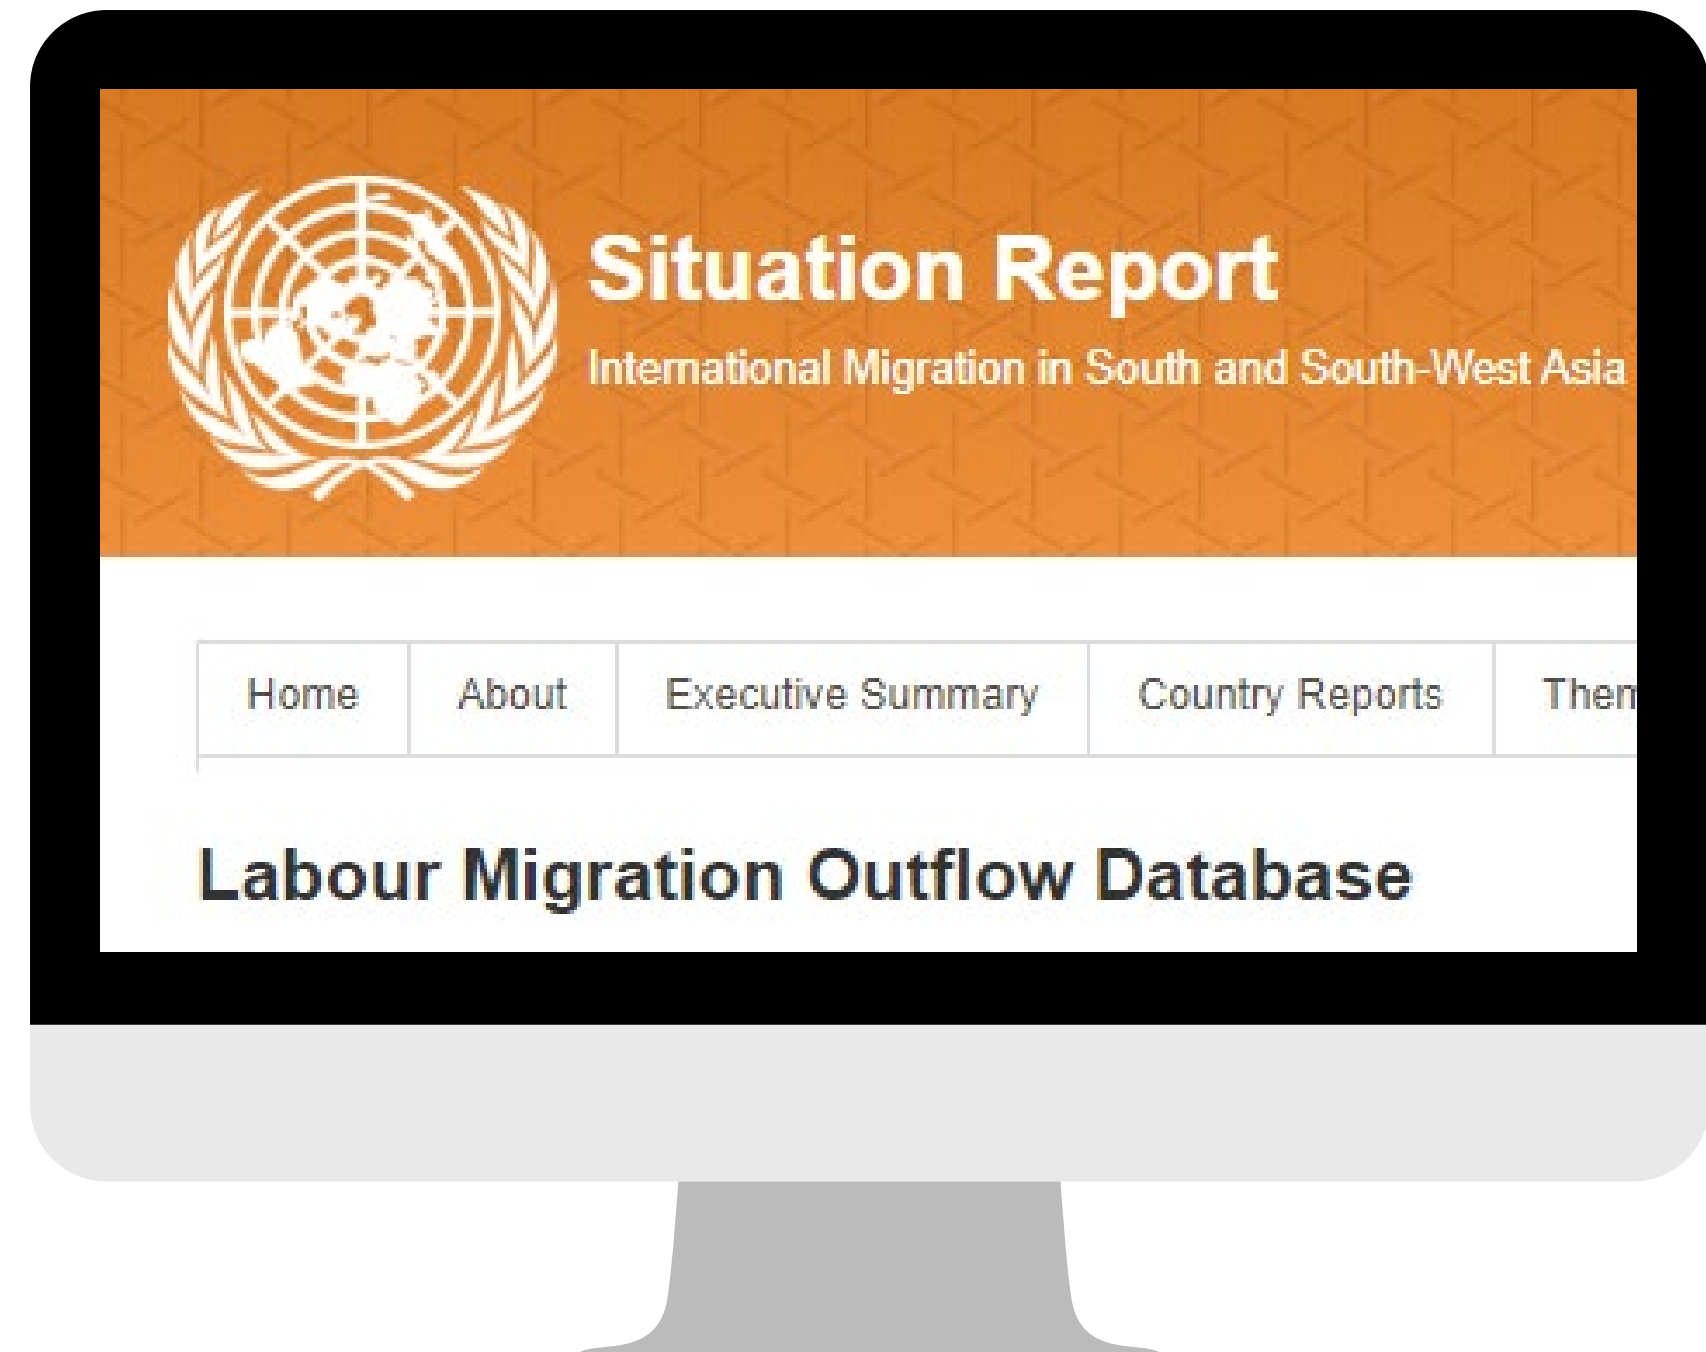 Situation Report
International Migration in South and South-West Asia
Home About Executive Summary Country Reports Them
Labour Migration Outflow Database